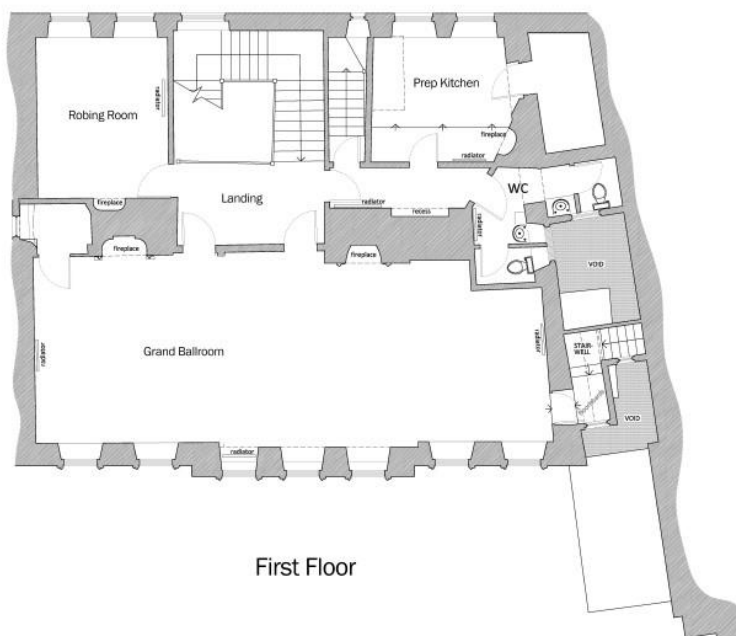 Robing Room
radiator
Prep Kitchen
fireplace
radiator
fireplace
Landing
radiator
recess
WC
radiator
fireplace
fireplace
VOID
Grand Ballroom
radiator
radiator
STAIR-
WELL
VOID
radiator
First Floor